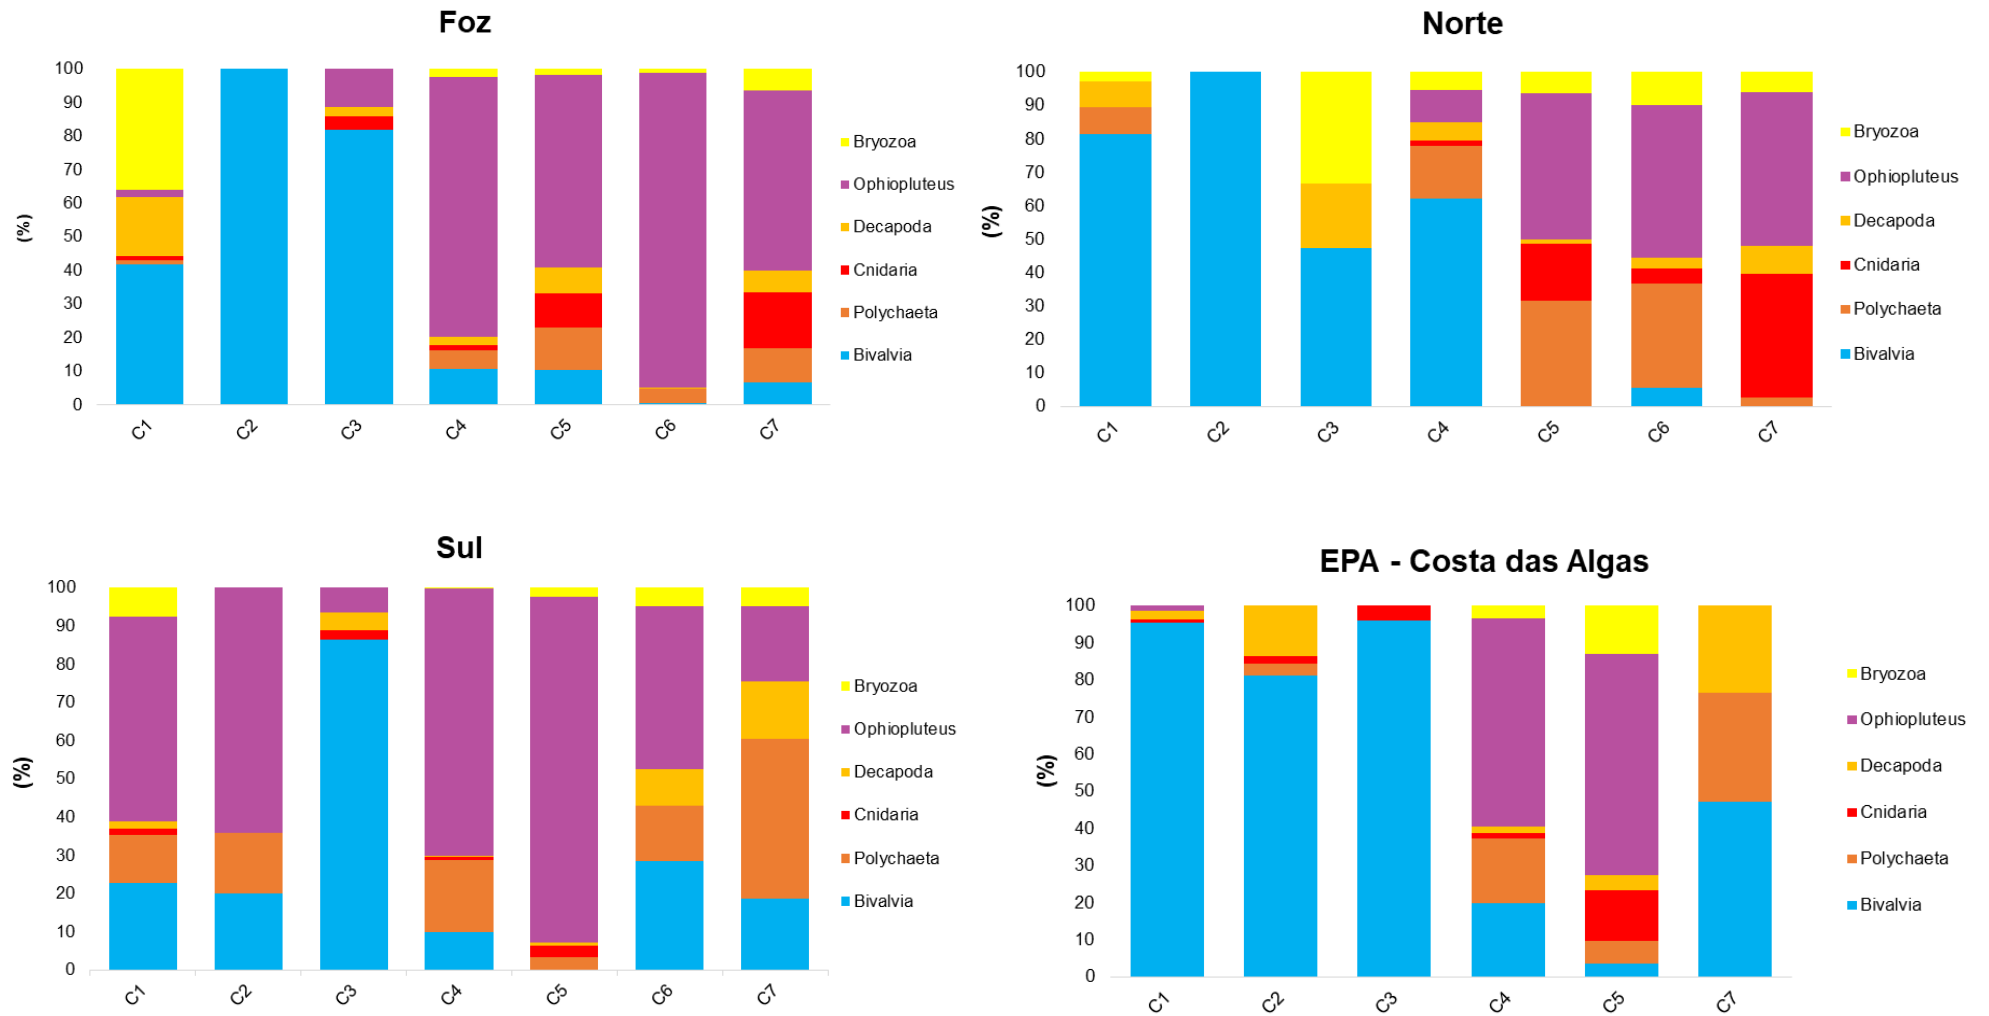 Foz
100
90
80
70
60
50
40
30
20
10
0
(%)
C1 C2 C3 C4 C5 C6 C7
Bryozoa
Ophiopluteus
Decapoda
Cnidaria
Polychaeta
Bivalvia
Norte
100
90
80
70
60
50
40
30
20
10
0
(%)
C1 C2 C3 C4 C5 C6 C7
Bryozoa
Ophiopluteus
Decapoda
Cnidaria
Polychaeta
Bivalvia
Sul
100
90
80
70
60
50
40
30
20
10
0
(%)
C1 C2 C3 C4 C5 C6 C7
Bryozoa
Ophiopluteus
Decapoda
Cnidaria
Polychaeta
Bivalvia
EPA - Costa das Algas
100
90
80
70
60
50
40
30
20
10
0
(%)
C1 C2 C3 C4 C5 C7
Bryozoa
Ophiopluteus
Decapoda
Cnidaria
Polychaeta
Bivalvia